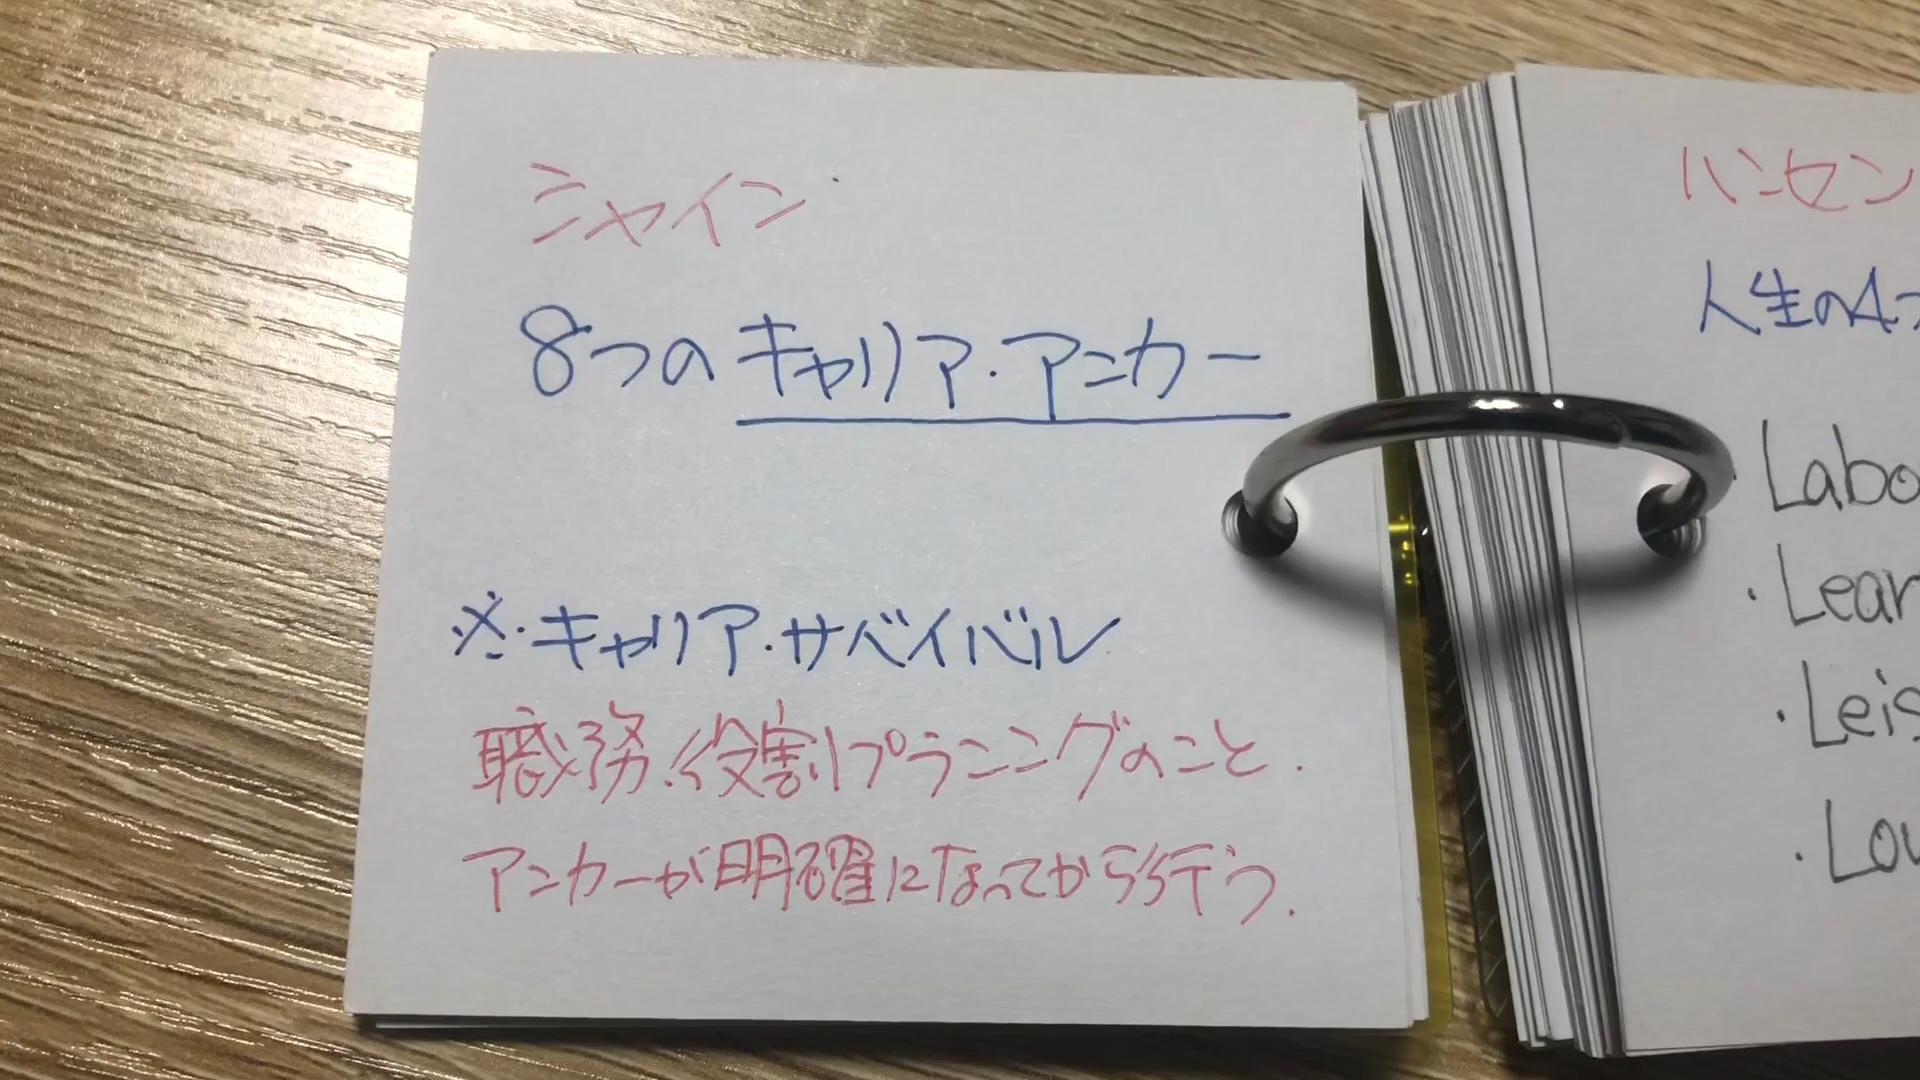 シャイン
8つのキャリア・アンカー
※・キャリア・サバイバル
職務・役割プランニングのこと.
アンカーが明確になってから行う.
ハンセン
人生の4つ
Labo
・Lear
・Leis
・Lov